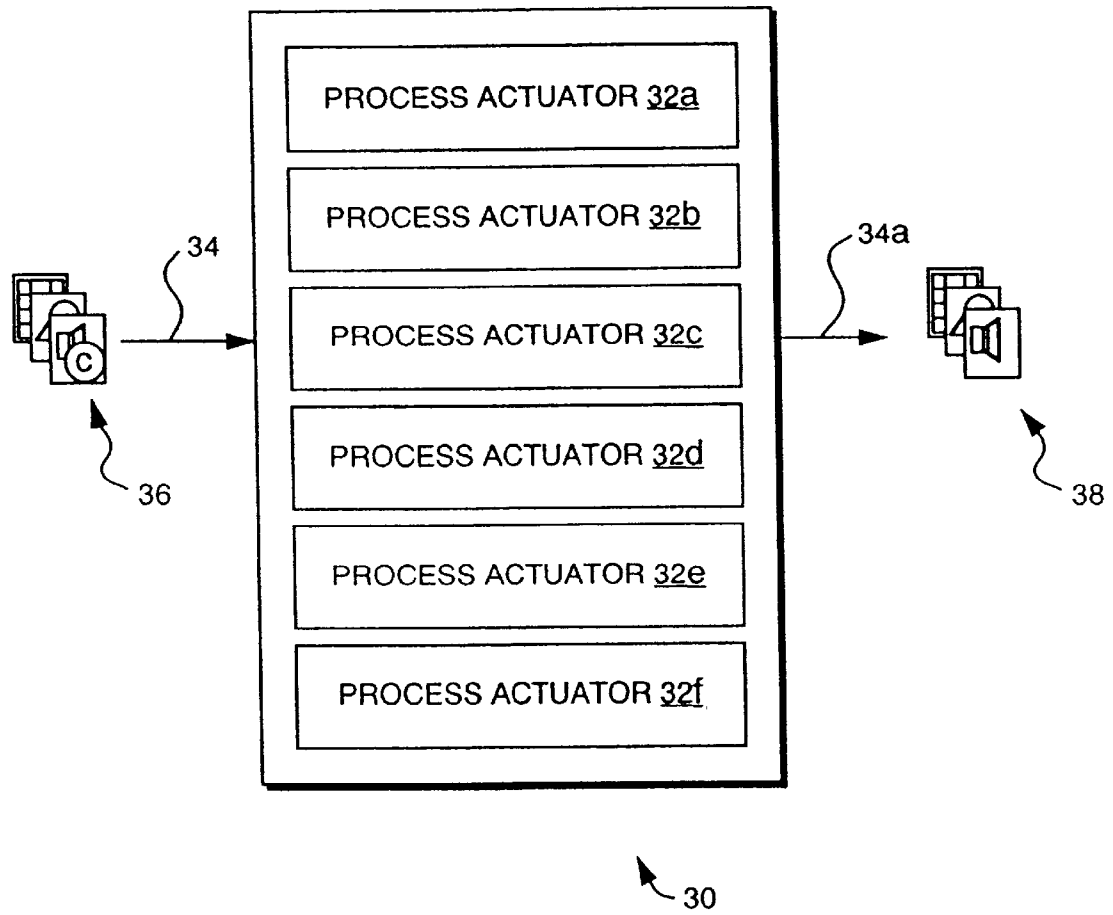 PROCESS ACTUATOR 32a
PROCESS ACTUATOR 32b
34
34a
C
PROCESS ACTUATOR 32c
PROCESS ACTUATOR 32d
36
38
PROCESS ACTUATOR 32e
PROCESS ACTUATOR 32f
30